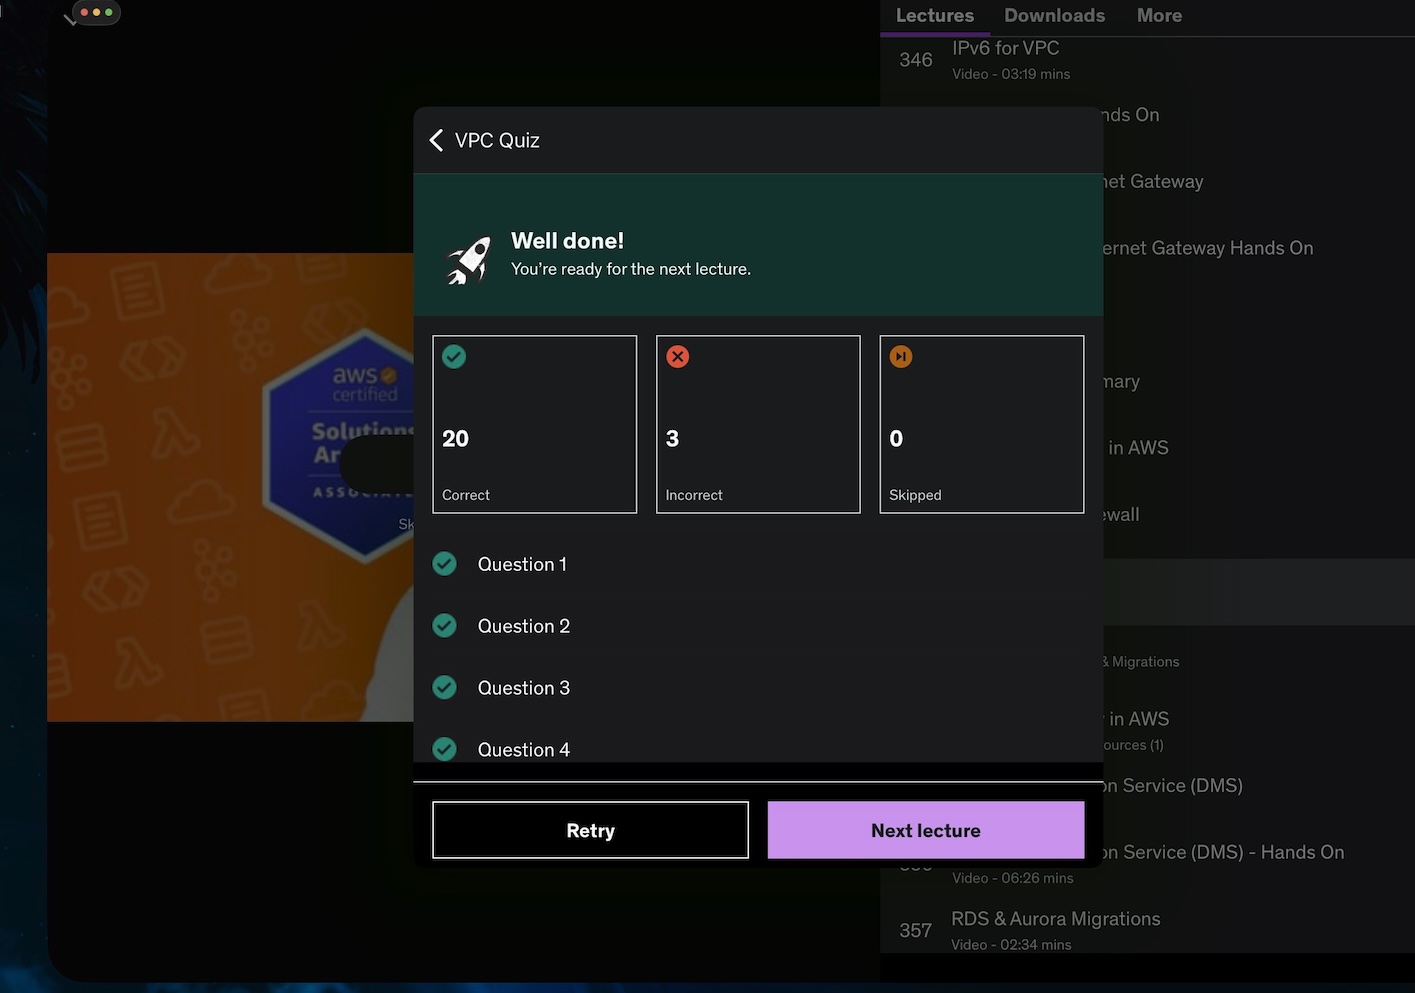 Lectures
Downloads
More
346
IPv6 for VPC
Video - 03:19 mins
nds On
VPC Quiz
net Gateway
Well done!
You're ready for the next lecture.
ernet Gateway Hands On
aws
certified
Solutions
Ar
ASSOCIATE
Sk
20
Correct
3
Incorrect
0
Skipped
mary
in AWS
ewall
Question 1
Question 2
Question 3
Question 4
& Migrations
in AWS
ources (1)
on Service (DMS)
Retry
Next lecture
on Service (DMS) - Hands On
Video - 06:26 mins
357
RDS & Aurora Migrations
Video - 02:34 mins